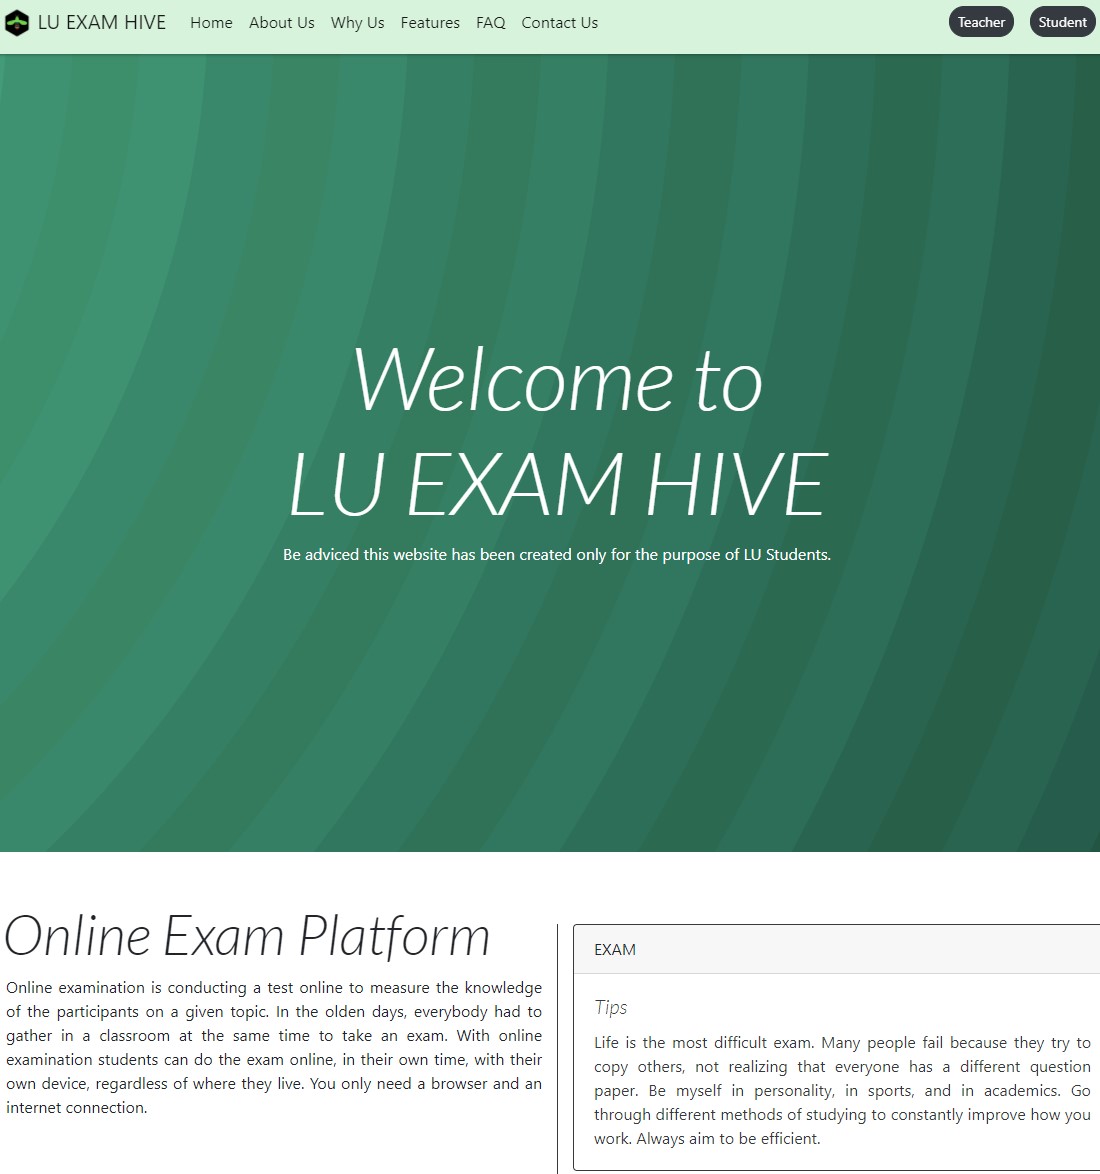 LU EXAM HIVE Home About Us Why Us Features FAQ Contact Us Teacher Student
Welcome to
LU EXAM HIVE
Be adviced this website has been created only for the purpose of LU Students.
Online Exam Platform
Online examination is conducting a test online to measure the knowledge
of the participants on a given topic. In the olden days, everybody had to
gather in a classroom at the same time to take an exam. With online
examination students can do the exam online, in their own time, with their
own device, regardless of where they live. You only need a browser and an
internet connection.
EXAM
Tips
Life is the most difficult exam. Many people fail because they try to
copy others, not realizing that everyone has a different question
paper. Be myself in personality, in sports, and in academics. Go
through different methods of studying to constantly improve how you
work. Always aim to be efficient.